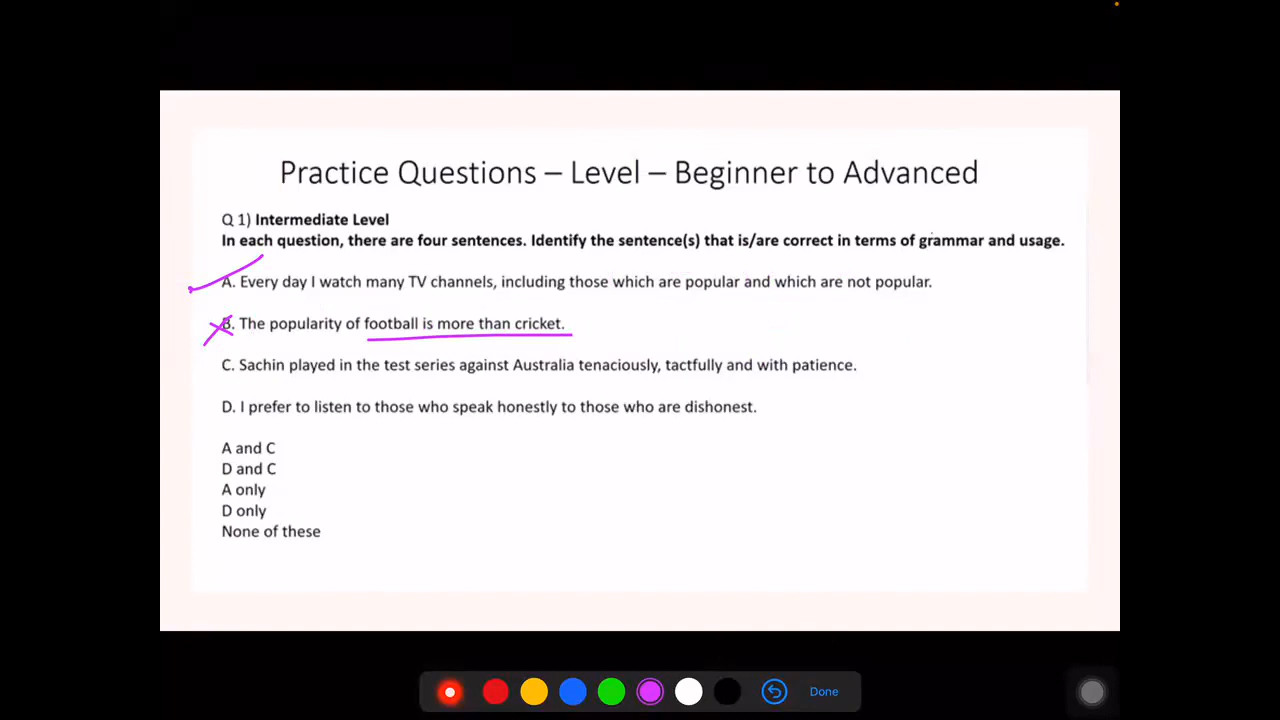 Practice Questions – Level – Beginner to Advanced
Q 1) Intermediate Level
In each question, there are four sentences. Identify the sentence(s) that is/are correct in terms of grammar and usage.
A. Every day I watch many TV channels, including those which are popular and which are not popular.
B. The popularity of football is more than cricket.
C. Sachin played in the test series against Australia tenaciously, tactfully and with patience.
D. I prefer to listen to those who speak honestly to those who are dishonest.
A and C
D and C
A only
D only
None of these
Done